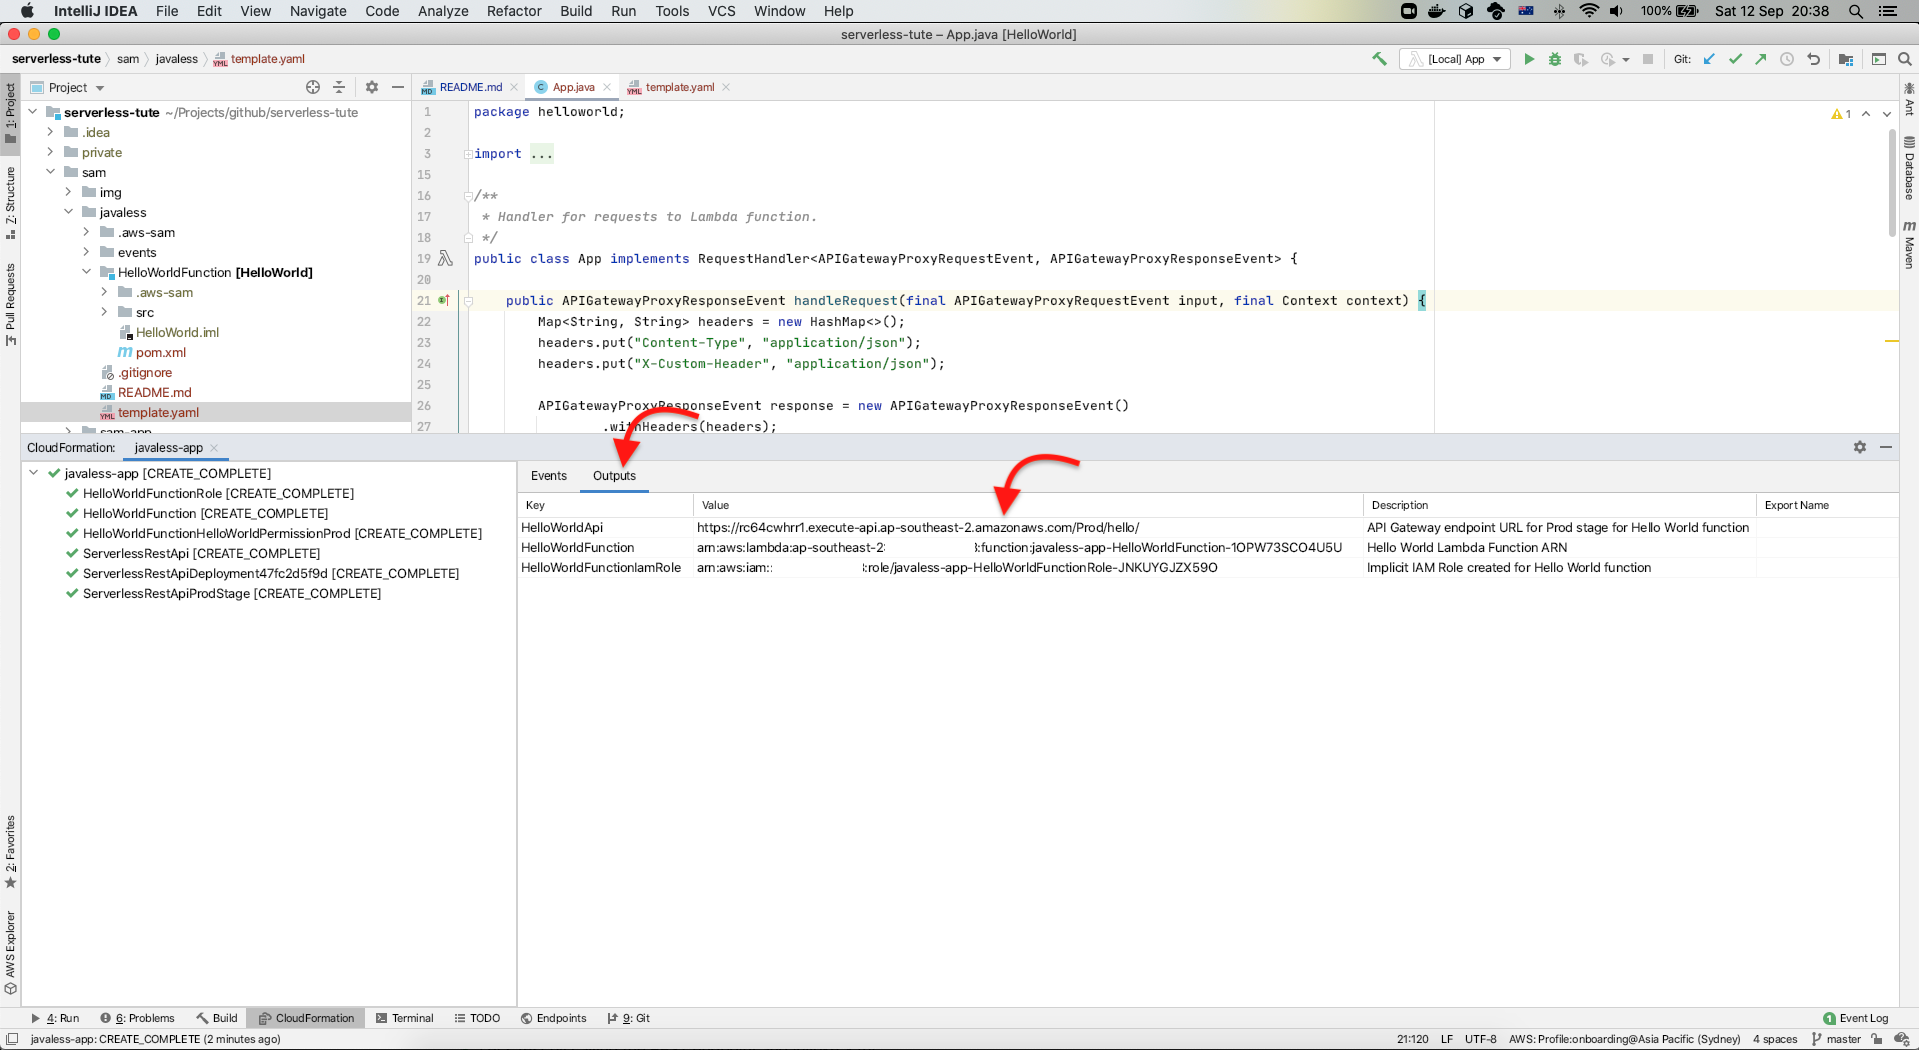 IntelliJ IDEA File Edit View Navigate Code Analyze Refactor Build Run Tools VCS Window Help 100% Sat 12 Sep 20:38
serverless-tute – App.java [HelloWorld]
serverless-tute sam javaless template.yaml [Local] App Git:
Project README.md App.java template.yaml
1: Project
7: Structure
Pull Requests
2: Favorites
AWS Explorer
serverless-tute ~/Projects/github/serverless-tute
.idea
private
sam
img
javaless
.aws-sam
events
HelloWorldFunction [HelloWorld]
.aws-sam
src
HelloWorld.iml
pom.xml
.gitignore
README.md
template.yaml
sam-app
1 package helloworld;
2
3 import ...
15
16 /**
17 * Handler for requests to Lambda function.
18 */
19 public class App implements RequestHandler<APIGatewayProxyRequestEvent, APIGatewayProxyResponseEvent> {
20
21 public APIGatewayProxyResponseEvent handleRequest(final APIGatewayProxyRequestEvent input, final Context context) {
22 Map<String, String> headers = new HashMap<>();
23 headers.put("Content-Type", "application/json");
24 headers.put("X-Custom-Header", "application/json");
25
26 APIGatewayProxyResponseEvent response = new APIGatewayProxyResponseEvent()
27 .withHeaders(headers);
1
Ant
Database
Maven
CloudFormation: javaless-app
javaless-app [CREATE_COMPLETE]
HelloWorldFunctionRole [CREATE_COMPLETE]
HelloWorldFunction [CREATE_COMPLETE]
HelloWorldFunctionHelloWorldPermissionProd [CREATE_COMPLETE]
ServerlessRestApi [CREATE_COMPLETE]
ServerlessRestApiDeployment47fc2d5f9d [CREATE_COMPLETE]
ServerlessRestApiProdStage [CREATE_COMPLETE]
Events Outputs
Key Value Description Export Name
HelloWorldApi https://rc64cwhrr1.execute-api.ap-southeast-2.amazonaws.com/Prod/hello/ API Gateway endpoint URL for Prod stage for Hello World function
HelloWorldFunction arn:aws:lambda:ap-southeast-2: :function:javaless-app-HelloWorldFunction-1OPW73SCO4U5U Hello World Lambda Function ARN
HelloWorldFunctionIamRole arn:aws:iam:: :role/javaless-app-HelloWorldFunctionRole-JNKUYGJZX59O Implicit IAM Role created for Hello World function
4: Run 6: Problems Build CloudFormation Terminal TODO Endpoints 9: Git 1 Event Log
javaless-app: CREATE_COMPLETE (2 minutes ago) 21:120 LF UTF-8 AWS: Profile:onboarding@Asia Pacific (Sydney) 4 spaces master